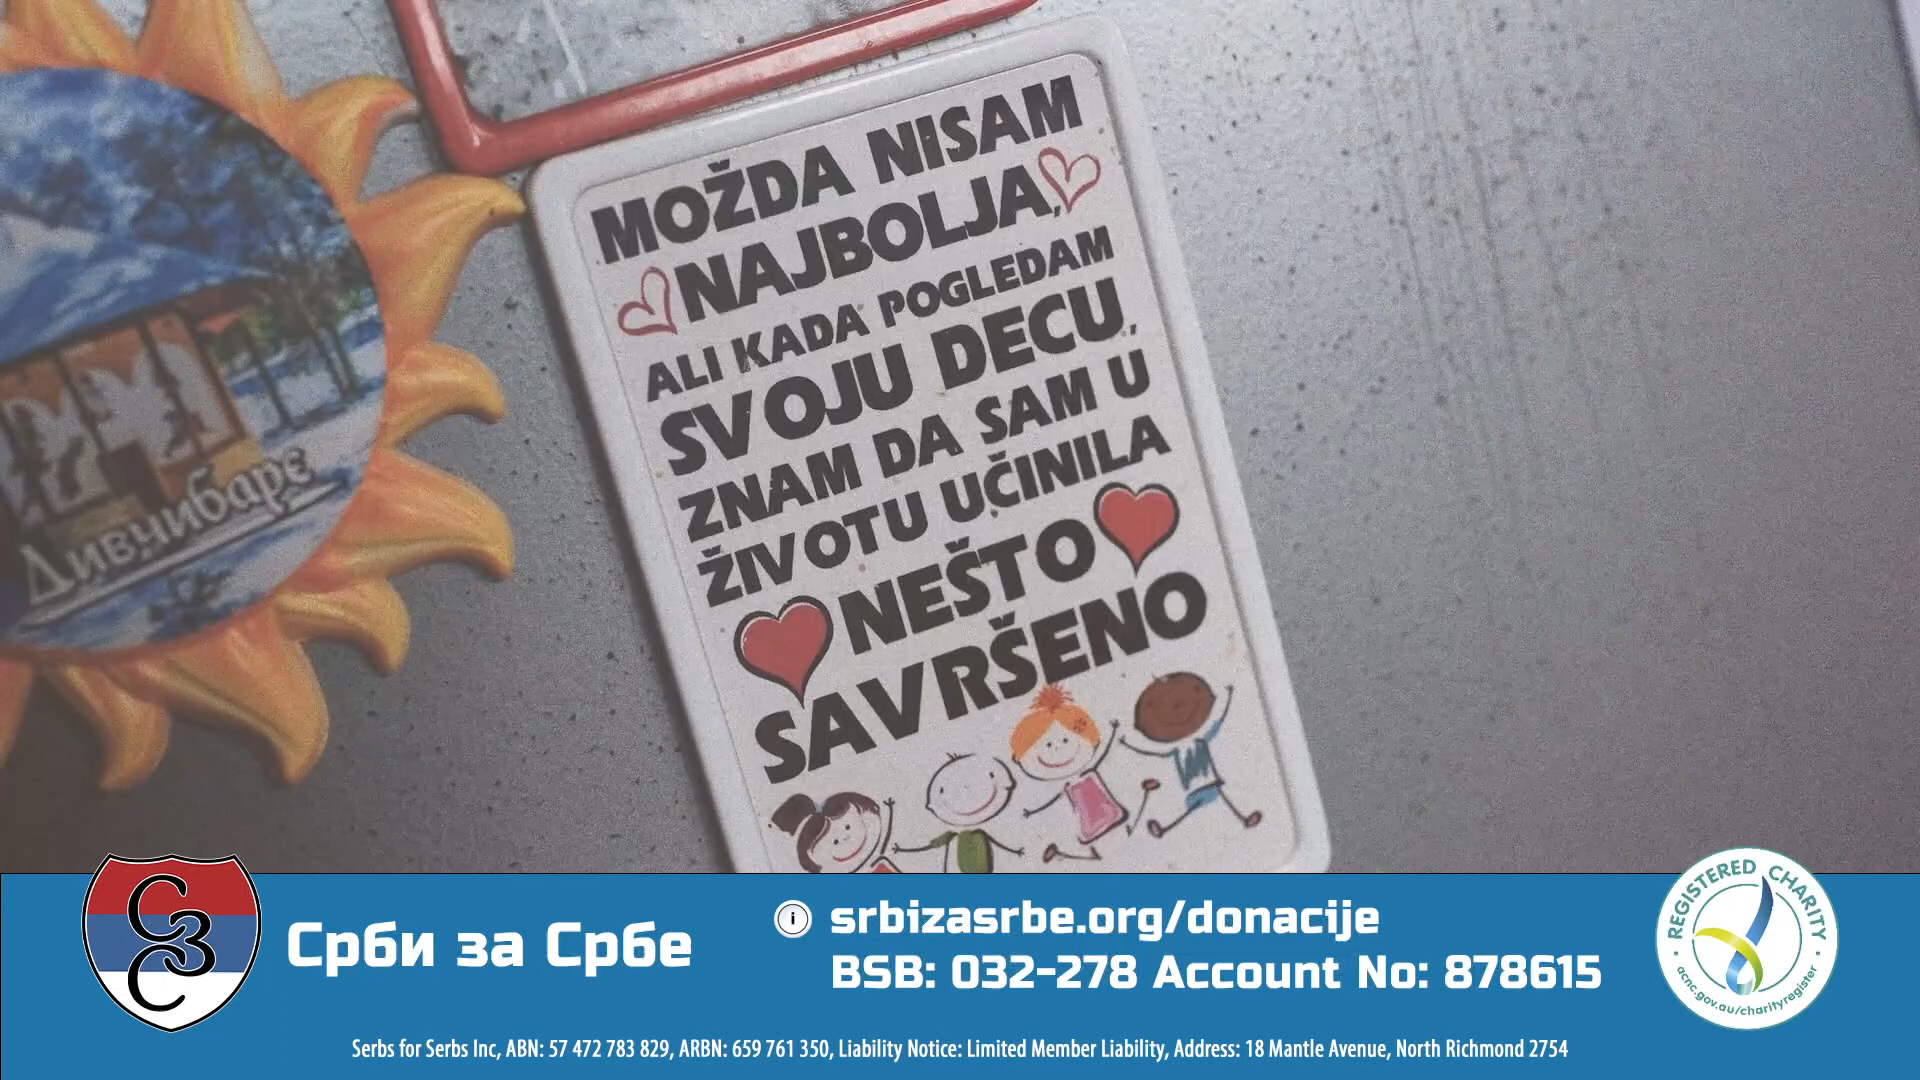 MOŽDA NISAM
NAJBOLJA,
ALI KADA POGLEDAM
SVOJU DECU,
ZNAM DA SAM U
ŽIVOTU UČINILA
NEŠTO
SAVRŠENO
Дивчибаре
СЗС
Срби за Србе
i
srbizasrbe.org/donacije
BSB: 032-278 Account No: 878615
REGISTERED CHARITY
acnc.gov.au/charityregister
Serbs for Serbs Inc, ABN: 57 472 783 829, ARBN: 659 761 350, Liability Notice: Limited Member Liability, Address: 18 Mantle Avenue, North Richmond 2754